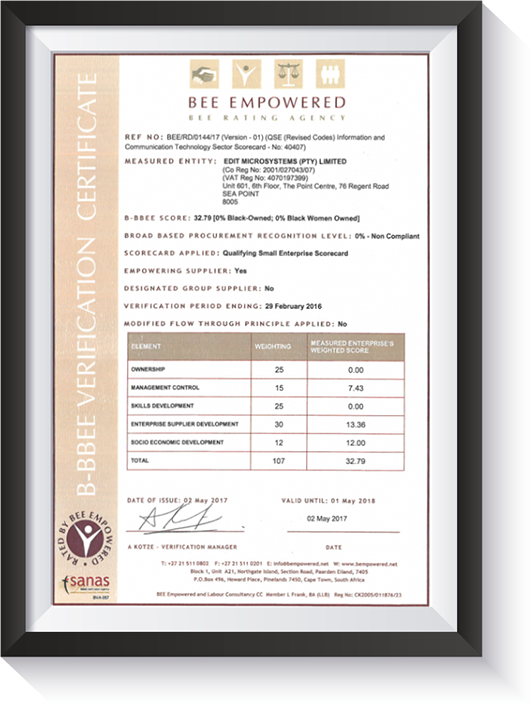 BEE EMPOWERED
BEE RATING AGENCY
REF NO: BEE/RD/0144/17 (Version - 01) (QSE (Revised Codes) Information and
Communication Technology Sector Scorecard - No: 40407)
MEASURED ENTITY: EDIT MICROSYSTEMS (PTY) LIMITED
(Co Reg No: 2001/027043/07)
(VAT Reg No: 4070197399)
Unit 601, 6th Floor, The Point Centre, 76 Regent Road
SEA POINT
8005
B-BBEE SCORE: 32.79 [0% Black-Owned; 0% Black Women Owned]
BROAD BASED PROCUREMENT RECOGNITION LEVEL: 0% - Non Compliant
SCORECARD APPLIED: Qualifying Small Enterprise Scorecard
EMPOWERING SUPPLIER: Yes
DESIGNATED GROUP SUPPLIER: No
VERIFICATION PERIOD ENDING: 29 February 2016
MODIFIED FLOW THROUGH PRINCIPLE APPLIED: No
ELEMENT WEIGHTING MEASURED ENTERPRISE'S
WEIGHTED SCORE
OWNERSHIP 25 0.00
MANAGEMENT CONTROL 15 7.43
SKILLS DEVELOPMENT 25 0.00
ENTERPRISE SUPPLIER DEVELOPMENT 30 13.36
SOCIO ECONOMIC DEVELOPMENT 12 12.00
TOTAL 107 32.79
DATE OF ISSUE: 02 May 2017 VALID UNTIL: 01 May 2018
02 May 2017
A KOTZE - VERIFICATION MANAGER DATE
T: +27 21 511 0803 F: +27 21 511 0201 E: info@bempowered.net W: www.bempowered.net
Block 1, Unit A21, Northgate Island, Section Road, Paarden Eiland, 7405
P.O.Box 496, Howard Place, Pinelands 7450, Cape Town, South Africa
BEE Empowered and Labour Consultancy CC Member L Frank, BA (LLB) Reg No: CK2005/011876/23
B-BBEE VERIFICATION CERTIFICATE
RATED BY BEE EMPOWERED
sanas
BVA 057